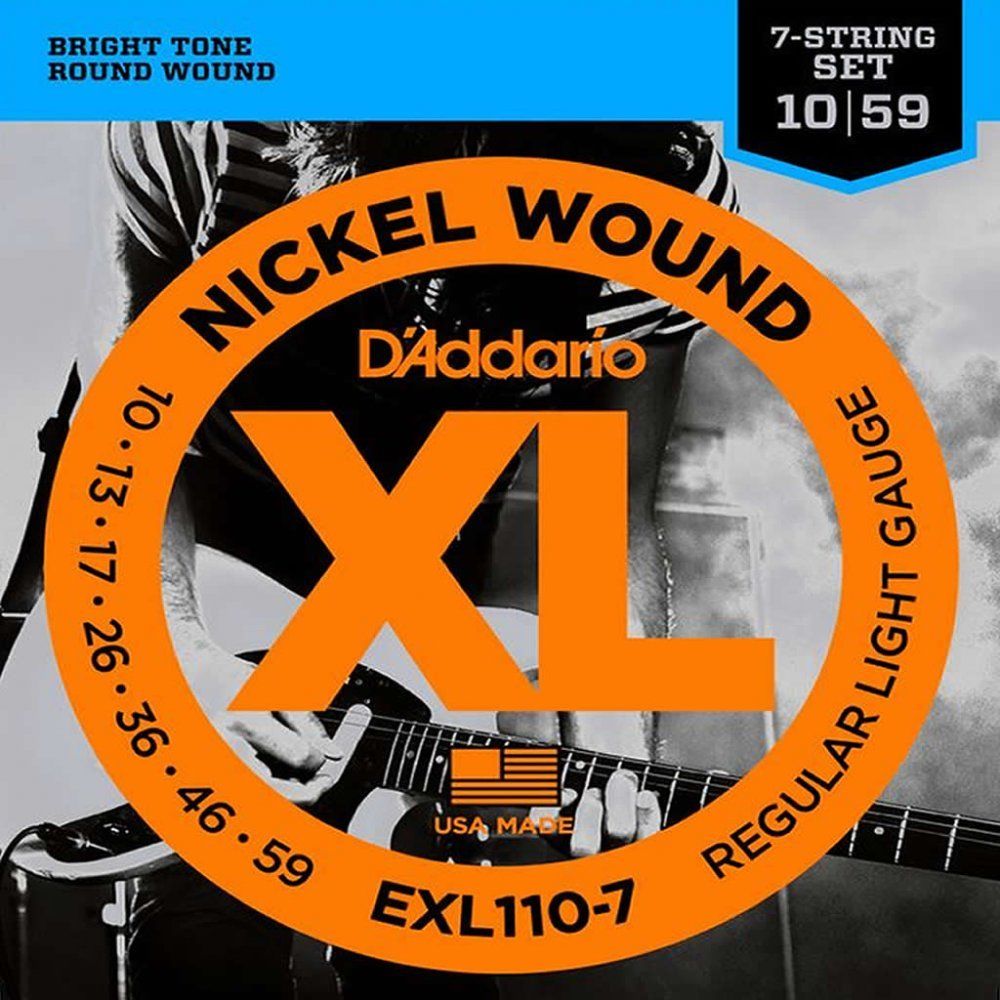 BRIGHT TONE
ROUND WOUND
7-STRING
SET
10|59
NICKEL WOUND
D'Addario
XL
10 • 13 • 17 • 26 • 36 • 46 • 59
REGULAR LIGHT GAUGE
USA MADE
EXL110-7